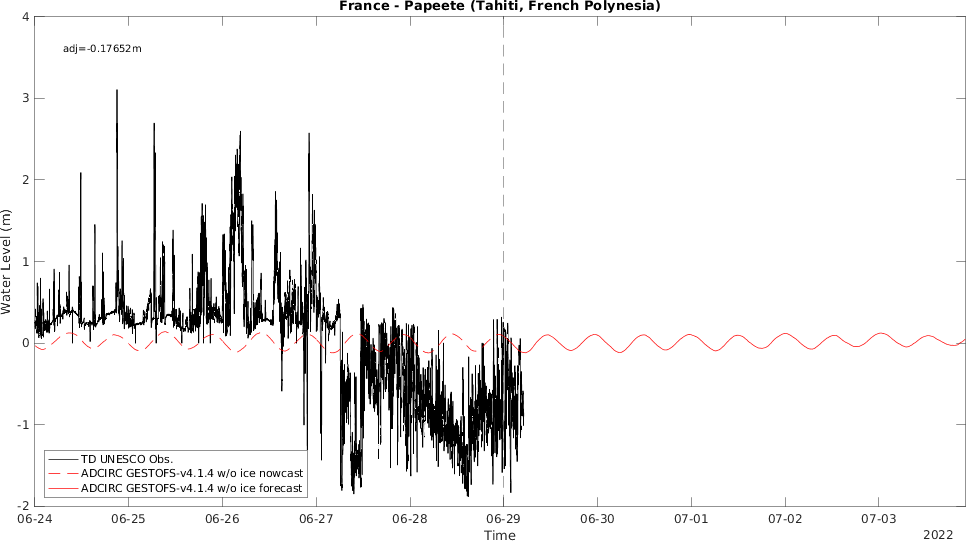 France - Papeete (Tahiti, French Polynesia)
adj=-0.17652m
4
3
2
1
0
-1
-2
Water Level (m)
TD UNESCO Obs.
ADCIRC GESTOFS-v4.1.4 w/o ice nowcast
ADCIRC GESTOFS-v4.1.4 w/o ice forecast
06-24 06-25 06-26 06-27 06-28 06-29 06-30 07-01 07-02 07-03
Time
2022